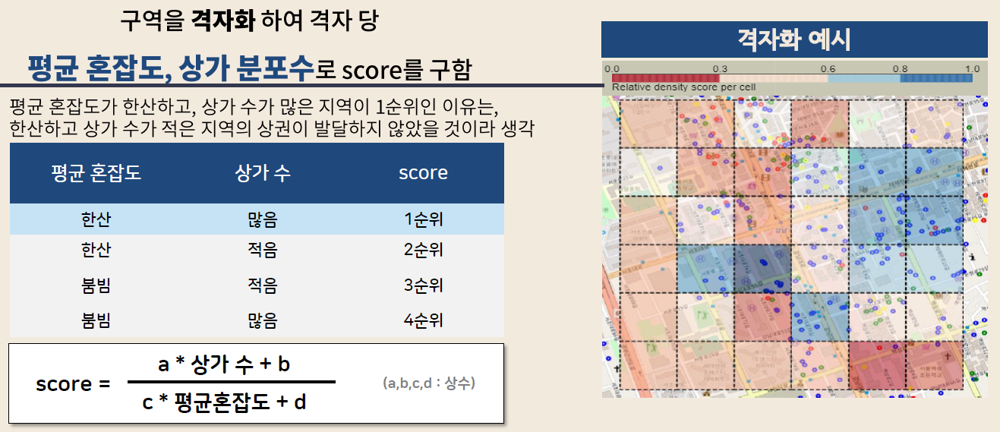 구역을 격자화 하여 격자 당
평균 혼잡도, 상가 분포수로 score를 구함
평균 혼잡도가 한산하고, 상가 수가 많은 지역이 1순위인 이유는,
한산하고 상가 수가 적은 지역의 상권이 발달하지 않았을 것이라 생각
평균 혼잡도 상가 수 score
한산 많음 1순위
한산 적음 2순위
붐빔 적음 3순위
붐빔 많음 4순위
score =
a * 상가 수 + b
c * 평균혼잡도 + d
(a,b,c,d : 상수)
격자화 예시
0.0 0.3 0.6 0.8 1.0
Relative density score per cell